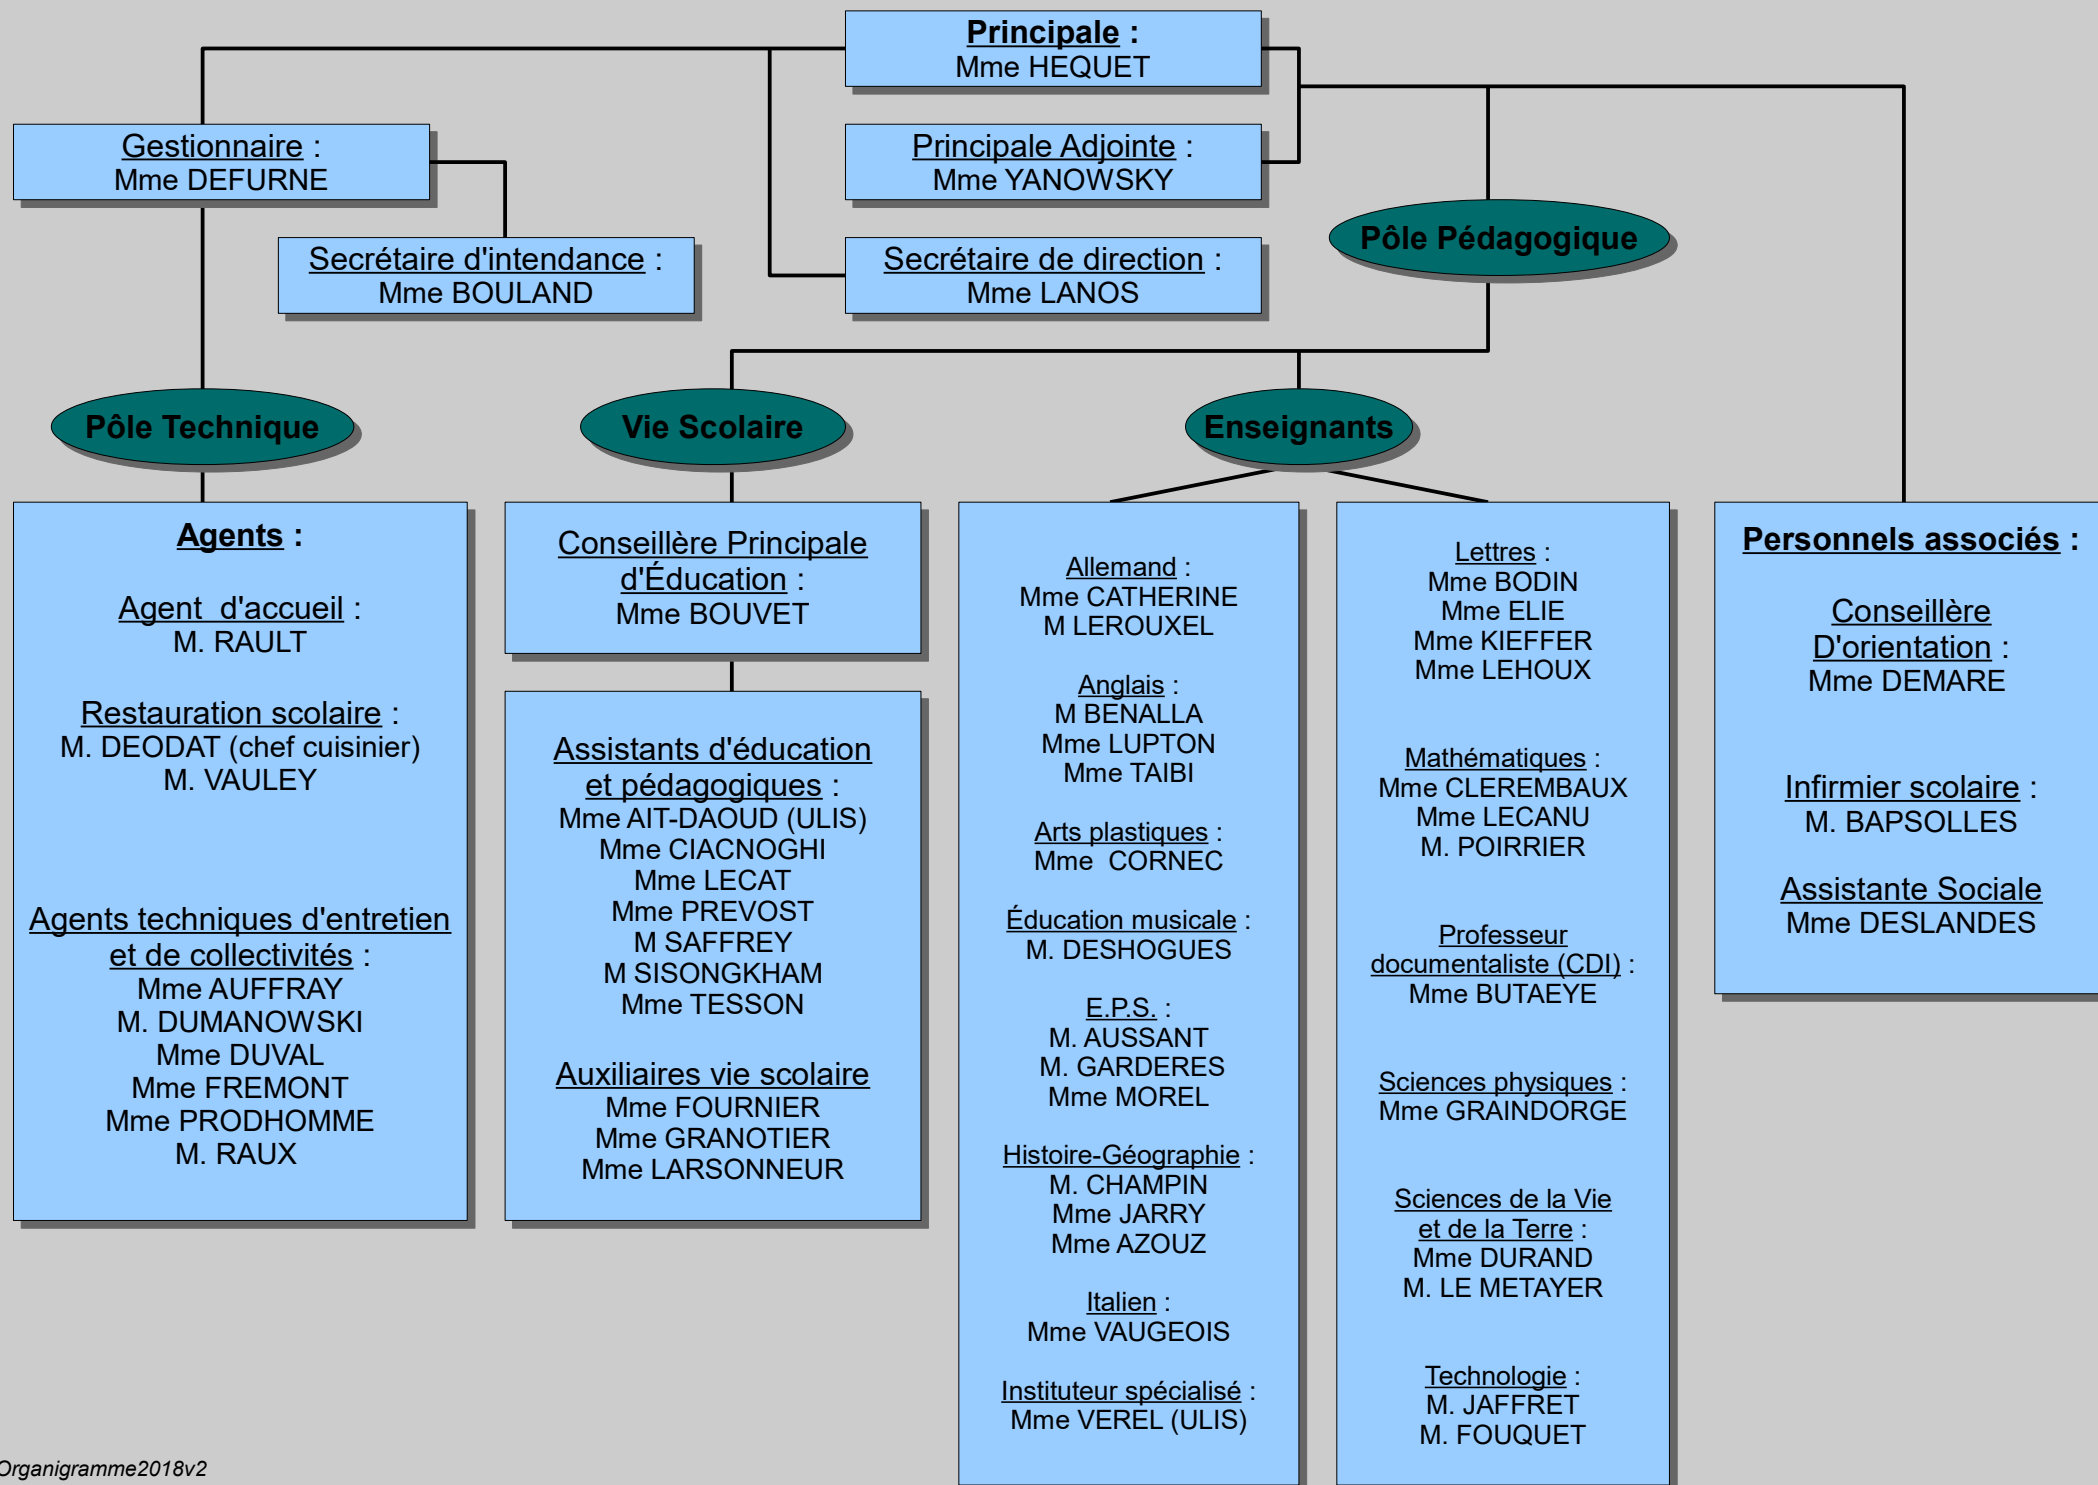 Principale :
Mme HEQUET
Gestionnaire :
Mme DEFURNE
Principale Adjointe :
Mme YANOWSKY
Secrétaire d'intendance :
Mme BOULAND
Secrétaire de direction :
Mme LANOS
Pôle Pédagogique
Pôle Technique
Vie Scolaire
Enseignants
Agents :
Agent d'accueil :
M. RAULT
Restauration scolaire :
M. DEODAT (chef cuisinier)
M. VAULEY
Agents techniques d'entretien
et de collectivités :
Mme AUFFRAY
M. DUMANOWSKI
Mme DUVAL
Mme FREMONT
Mme PRODHOMME
M. RAUX
Conseillère Principale
d'Éducation :
Mme BOUVET
Assistants d'éducation
et pédagogiques :
Mme AIT-DAOUD (ULIS)
Mme CIACNOGHI
Mme LECAT
Mme PREVOST
M SAFFREY
M SISONGKHAM
Mme TESSON
Auxiliaires vie scolaire
Mme FOURNIER
Mme GRANOTIER
Mme LARSONNEUR
Allemand :
Mme CATHERINE
M LEROUXEL
Anglais :
M BENALLA
Mme LUPTON
Mme TAIBI
Arts plastiques :
Mme CORNEC
Éducation musicale :
M. DESHOGUES
E.P.S. :
M. AUSSANT
M. GARDERES
Mme MOREL
Histoire-Géographie :
M. CHAMPIN
Mme JARRY
Mme AZOUZ
Italien :
Mme VAUGEOIS
Instituteur spécialisé :
Mme VEREL (ULIS)
Lettres :
Mme BODIN
Mme ELIE
Mme KIEFFER
Mme LEHOUX
Mathématiques :
Mme CLEREMBAUX
Mme LECANU
M. POIRRIER
Professeur
documentaliste (CDI) :
Mme BUTAEYE
Sciences physiques :
Mme GRAINDORGE
Sciences de la Vie
et de la Terre :
Mme DURAND
M. LE METAYER
Technologie :
M. JAFFRET
M. FOUQUET
Personnels associés :
Conseillère
D'orientation :
Mme DEMARE
Infirmier scolaire :
M. BAPSOLLES
Assistante Sociale
Mme DESLANDES
Organigramme2018v2